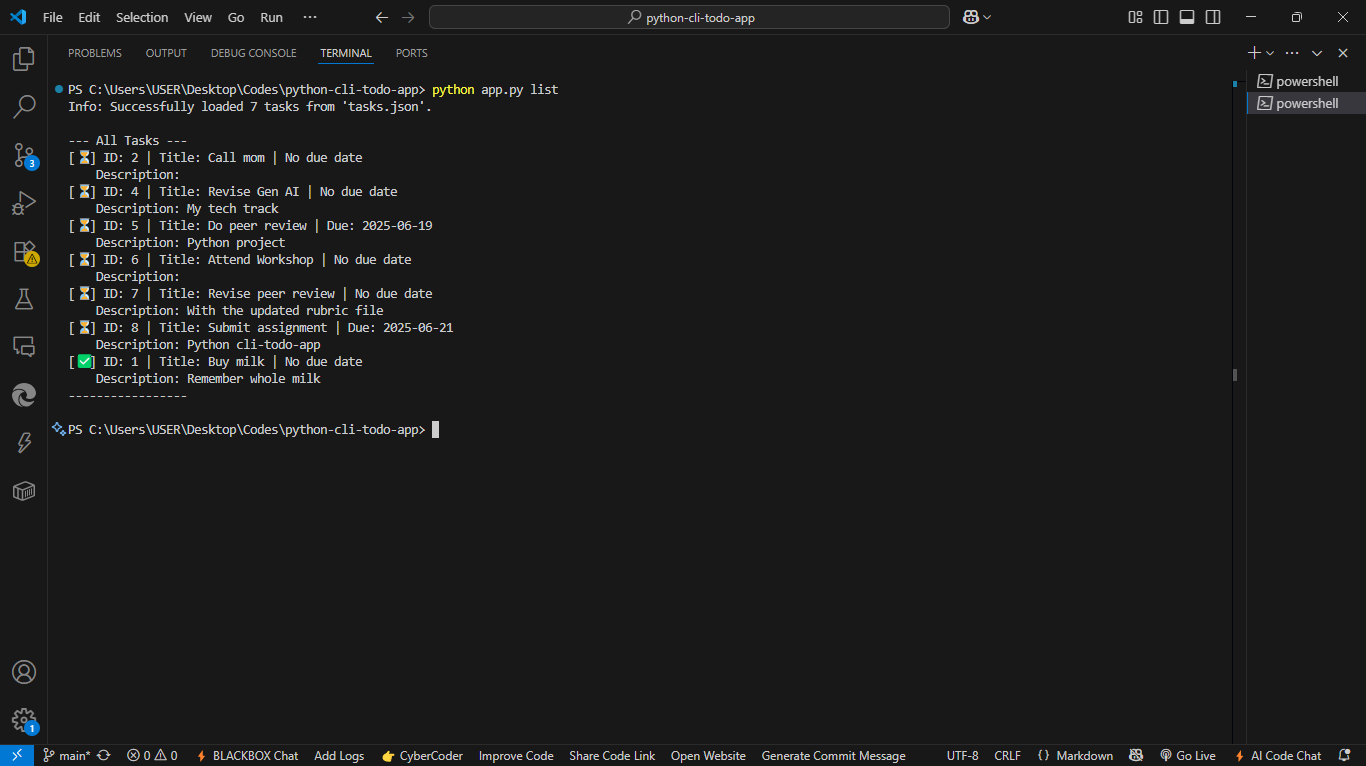 File Edit Selection View Go Run ··· python-cli-todo-app
PROBLEMS OUTPUT DEBUG CONSOLE TERMINAL PORTS
powershell
powershell
PS C:\Users\USER\Desktop\Codes\python-cli-todo-app> python app.py list
Info: Successfully loaded 7 tasks from 'tasks.json'.
--- All Tasks ---
[⏳] ID: 2 | Title: Call mom | No due date
Description:
[⏳] ID: 4 | Title: Revise Gen AI | No due date
Description: My tech track
[⏳] ID: 5 | Title: Do peer review | Due: 2025-06-19
Description: Python project
[⏳] ID: 6 | Title: Attend Workshop | No due date
Description:
[⏳] ID: 7 | Title: Revise peer review | No due date
Description: With the updated rubric file
[⏳] ID: 8 | Title: Submit assignment | Due: 2025-06-21
Description: Python cli-todo-app
[✅] ID: 1 | Title: Buy milk | No due date
Description: Remember whole milk
-----------------
PS C:\Users\USER\Desktop\Codes\python-cli-todo-app>
3
1
main* 0 0 BLACKBOX Chat Add Logs 👉 CyberCoder Improve Code Share Code Link Open Website Generate Commit Message UTF-8 CRLF {} Markdown Go Live AI Code Chat